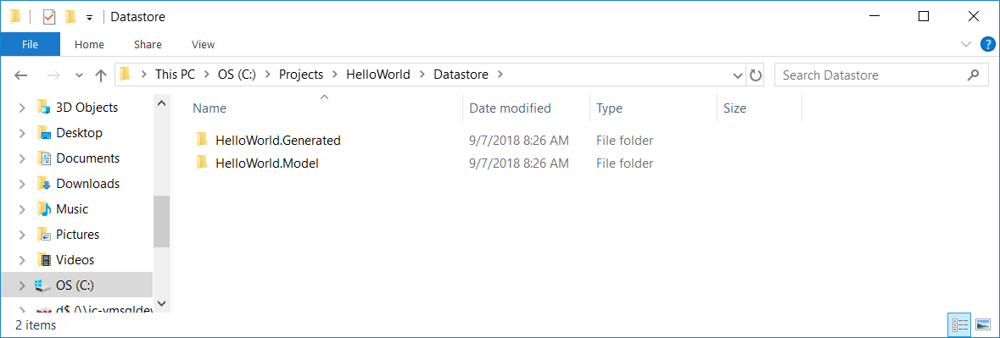 Datastore
File Home Share View
This PC OS (C:) Projects HelloWorld Datastore Search Datastore
Name Date modified Type Size
3D Objects
Desktop
Documents
Downloads
Music
Pictures
Videos
OS (C:)
HelloWorld.Generated 9/7/2018 8:26 AM File folder
HelloWorld.Model 9/7/2018 8:26 AM File folder
2 items